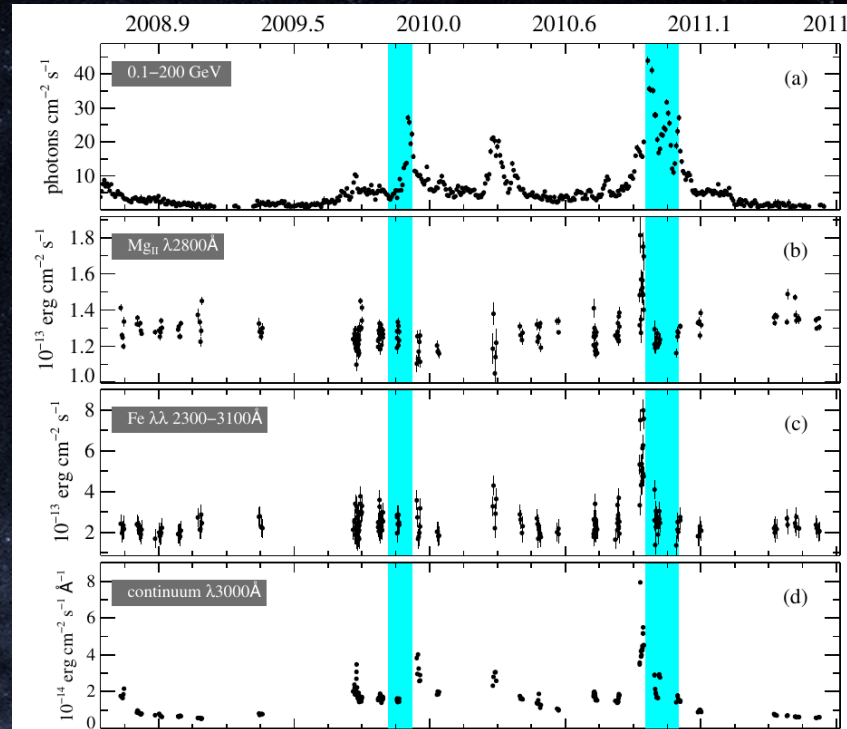 2008.9 2009.5 2010.0 2010.6 2011.1 2011
0.1−200 GeV
(a)
photons cm⁻² s⁻¹
40
30
20
10
Mg_II λ2800Å
(b)
10⁻¹³ erg cm⁻² s⁻¹
1.8
1.6
1.4
1.2
1.0
Fe λλ 2300−3100Å
(c)
10⁻¹³ erg cm⁻² s⁻¹
8
6
4
2
continuum λ3000Å
(d)
10⁻¹⁴ erg cm⁻² s⁻¹ Å⁻¹
8
6
4
2
0